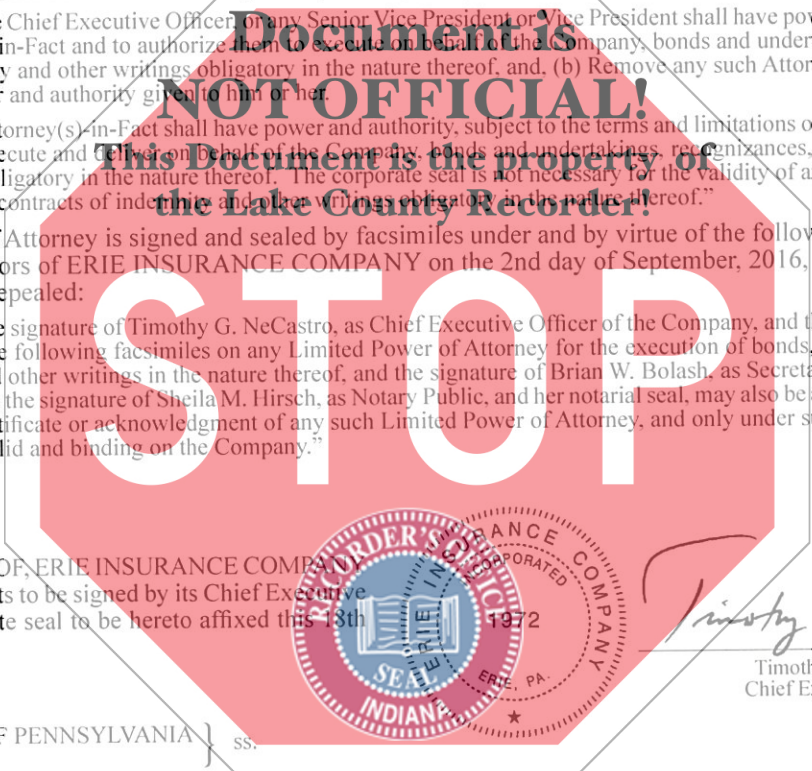 e Chief Executive Officer, or any Senior Vice President or Vice President shall have pow
in-Fact and to authorize them to execute on behalf of the Company, bonds and under
y and other writings obligatory in the nature thereof, and, (b) Remove any such Attor
r and authority given to him or her.
torney(s)-in-Fact shall have power and authority, subject to the terms and limitations o
ecute and deliver on behalf of the Company, bonds and undertakings, recognizances,
ligatory in the nature thereof. The corporate seal is not necessary for the validity of a
contracts of indemnity and other writings obligatory in the nature thereof.”
Document is
NOT OFFICIAL!
This Document is the property of
the Lake County Recorder!
f Attorney is signed and sealed by facsimiles under and by virtue of the follow
ors of ERIE INSURANCE COMPANY on the 2nd day of September, 2016,
epealed:
e signature of Timothy G. NeCastro, as Chief Executive Officer of the Company, and t
e following facsimiles on any Limited Power of Attorney for the execution of bonds,
d other writings in the nature thereof, and the signature of Brian W. Bolash, as Secreta
the signature of Sheila M. Hirsch, as Notary Public, and her notarial seal, may also be
tificate or acknowledgment of any such Limited Power of Attorney, and only under s
lid and binding on the Company.”
STOP
OF, ERIE INSURANCE COMPANY
ts to be signed by its Chief Executive
te seal to be hereto affixed this 13th
RECORDER'S OFFICE
SEAL
INDIANA
ERIE INSURANCE COMPANY
INCORPORATED
1972
ERIE, PA.
Timothy
Timoth
Chief Ex
F PENNSYLVANIA } ss.